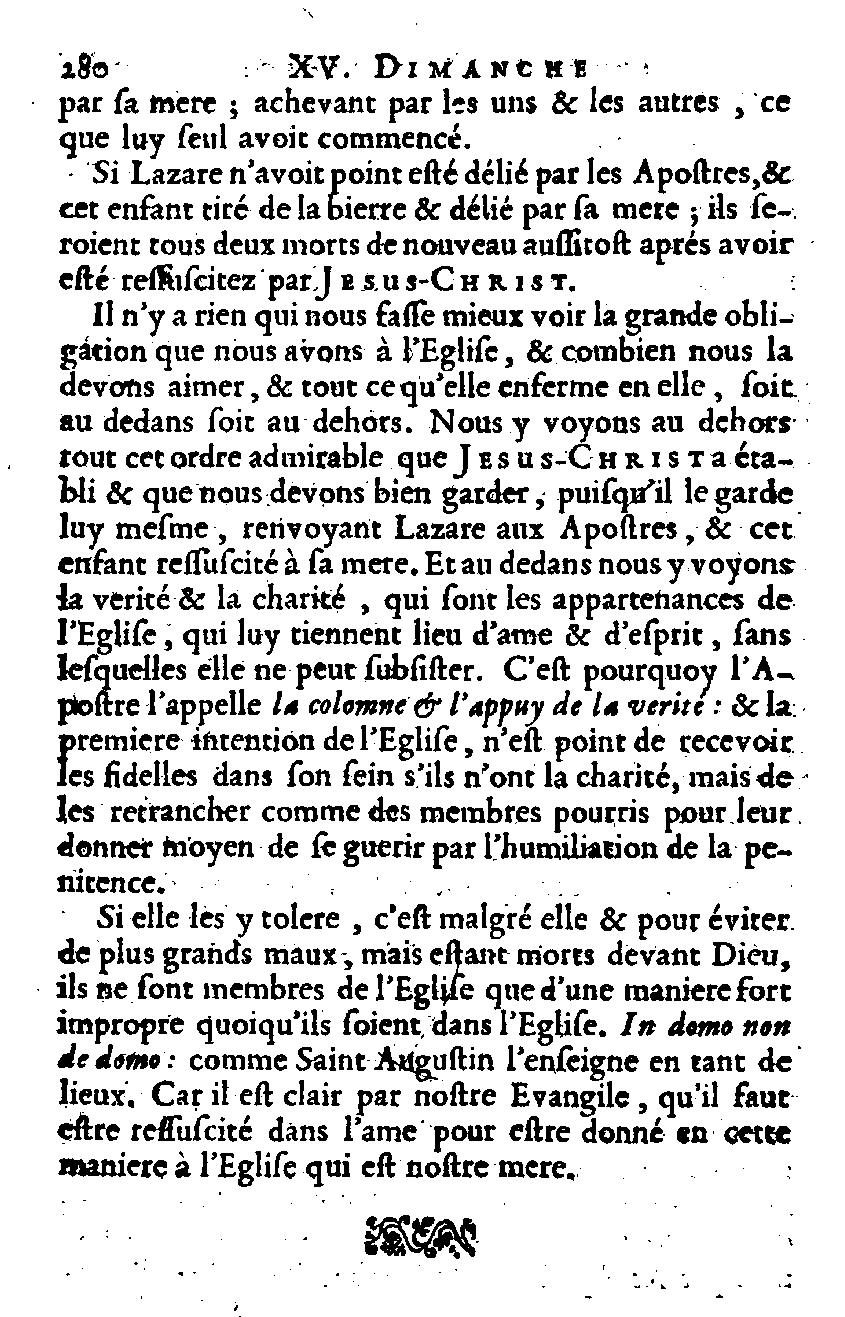 280 XV. DIMANCHE
par ſa mere ; achevant par les uns & les autres , ce
que luy ſeul avoit commencé.
Si Lazare n'avoit point eſté délié par les Apoſtres, &
cet enfant tiré de la bierre & délié par ſa mere ; ils ſe-
roient tous deux morts de nouveau auſſitoſt aprés avoir
eſté reſſuſcitez par JESUS-CHRIST.
Il n'y a rien qui nous faſſe mieux voir la grande obli-
gation que nous avons à l'Egliſe, & combien nous la
devons aimer, & tout ce qu'elle enferme en elle , ſoit
au dedans ſoit au dehors. Nous y voyons au dehors
tout cet ordre admirable que JESUS-CHRIST a éta-
bli & que nous devons bien garder, puiſqu'il le garde
luy meſme , renvoyant Lazare aux Apoſtres, & cet
enfant reſſuſcité à ſa mere. Et au dedans nous y voyons
la verité & la charité , qui ſont les appartenances de
l'Egliſe, qui luy tiennent lieu d'ame & d'eſprit, ſans
leſquelles elle ne peut ſubſiſter. C'eſt pourquoy l'A-
poſtre l'appelle la colomne & l'appuy de la verité : & la
premiere intention de l'Egliſe, n'eſt point de recevoir
les fidelles dans ſon ſein s'ils n'ont la charité, mais de
les retrancher comme des membres pourris pour leur
donner moyen de ſe guerir par l'humiliation de la pe-
nitence.
Si elle les y tolere , c'eſt malgré elle & pour éviter
de plus grands maux, mais eſtant morts devant Dieu,
ils ne ſont membres de l'Egliſe que d'une maniere fort
impropre quoiqu'ils ſoient dans l'Egliſe. In domo non
de domo : comme Saint Auguſtin l'enſeigne en tant de
lieux. Car il eſt clair par noſtre Evangile , qu'il faut
eſtre reſſuſcité dans l'ame pour eſtre donné en cette
maniere à l'Egliſe qui eſt noſtre mere.